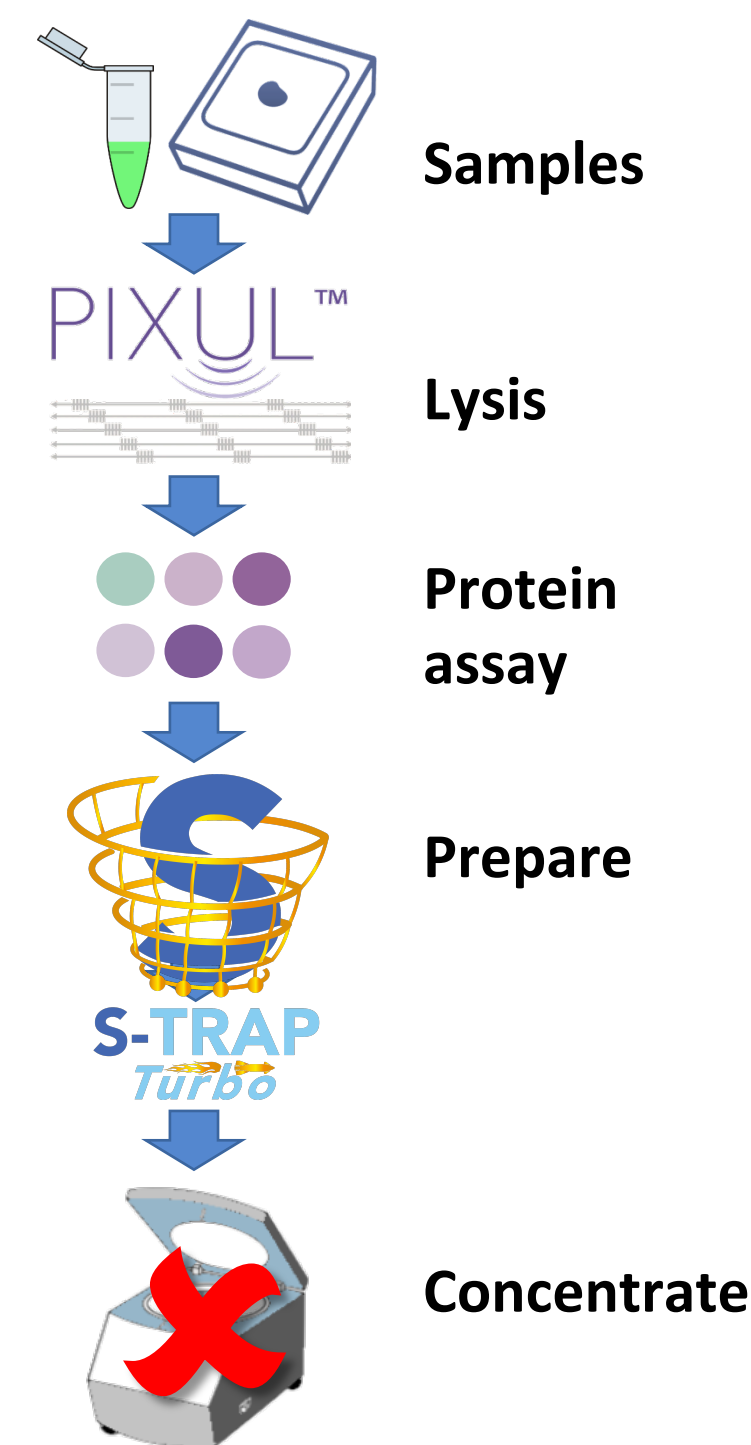 Samples
PIXUL™
Lysis
Protein
assay
Prepare
S-TRAP
Turbo
Concentrate